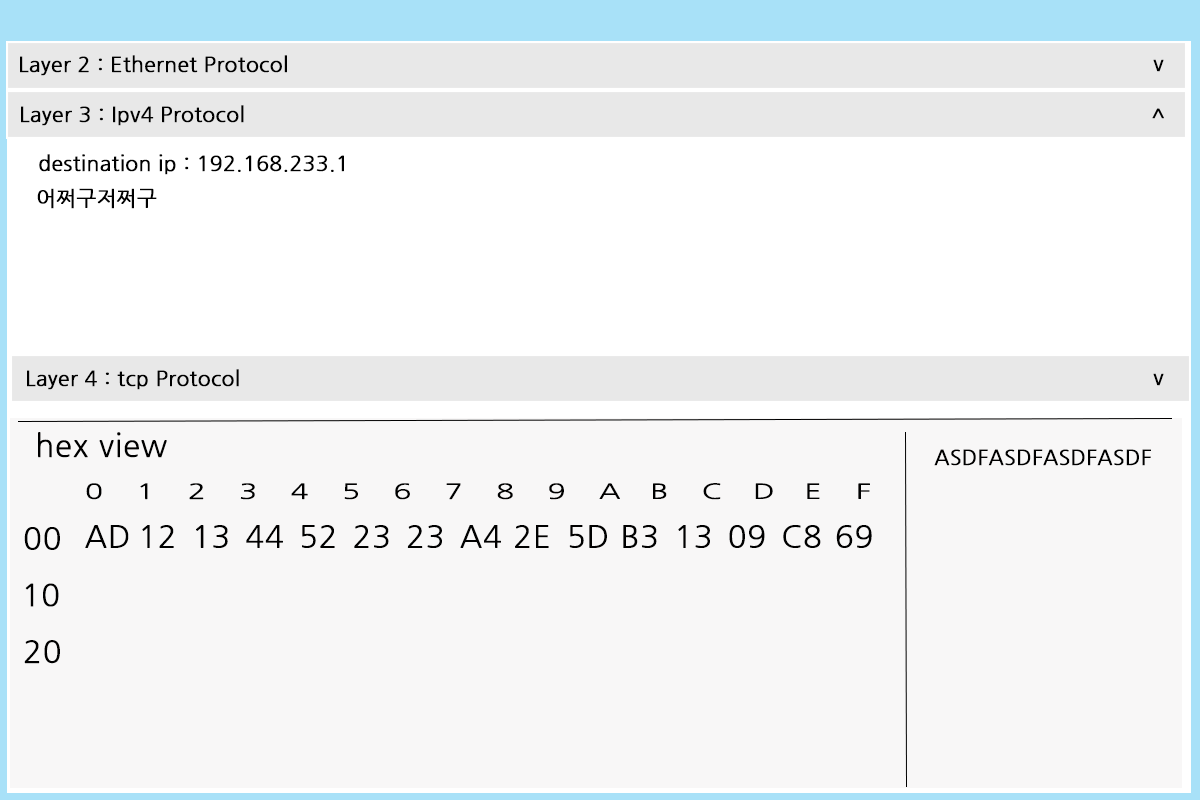 Layer 2 : Ethernet Protocol v
Layer 3 : Ipv4 Protocol ^
destination ip : 192.168.233.1
어쩌구저쩌구
Layer 4 : tcp Protocol v
hex view
ASDFASDFASDFASDF
0 1 2 3 4 5 6 7 8 9 A B C D E F
00 AD 12 13 44 52 23 23 A4 2E 5D B3 13 09 C8 69
10
20